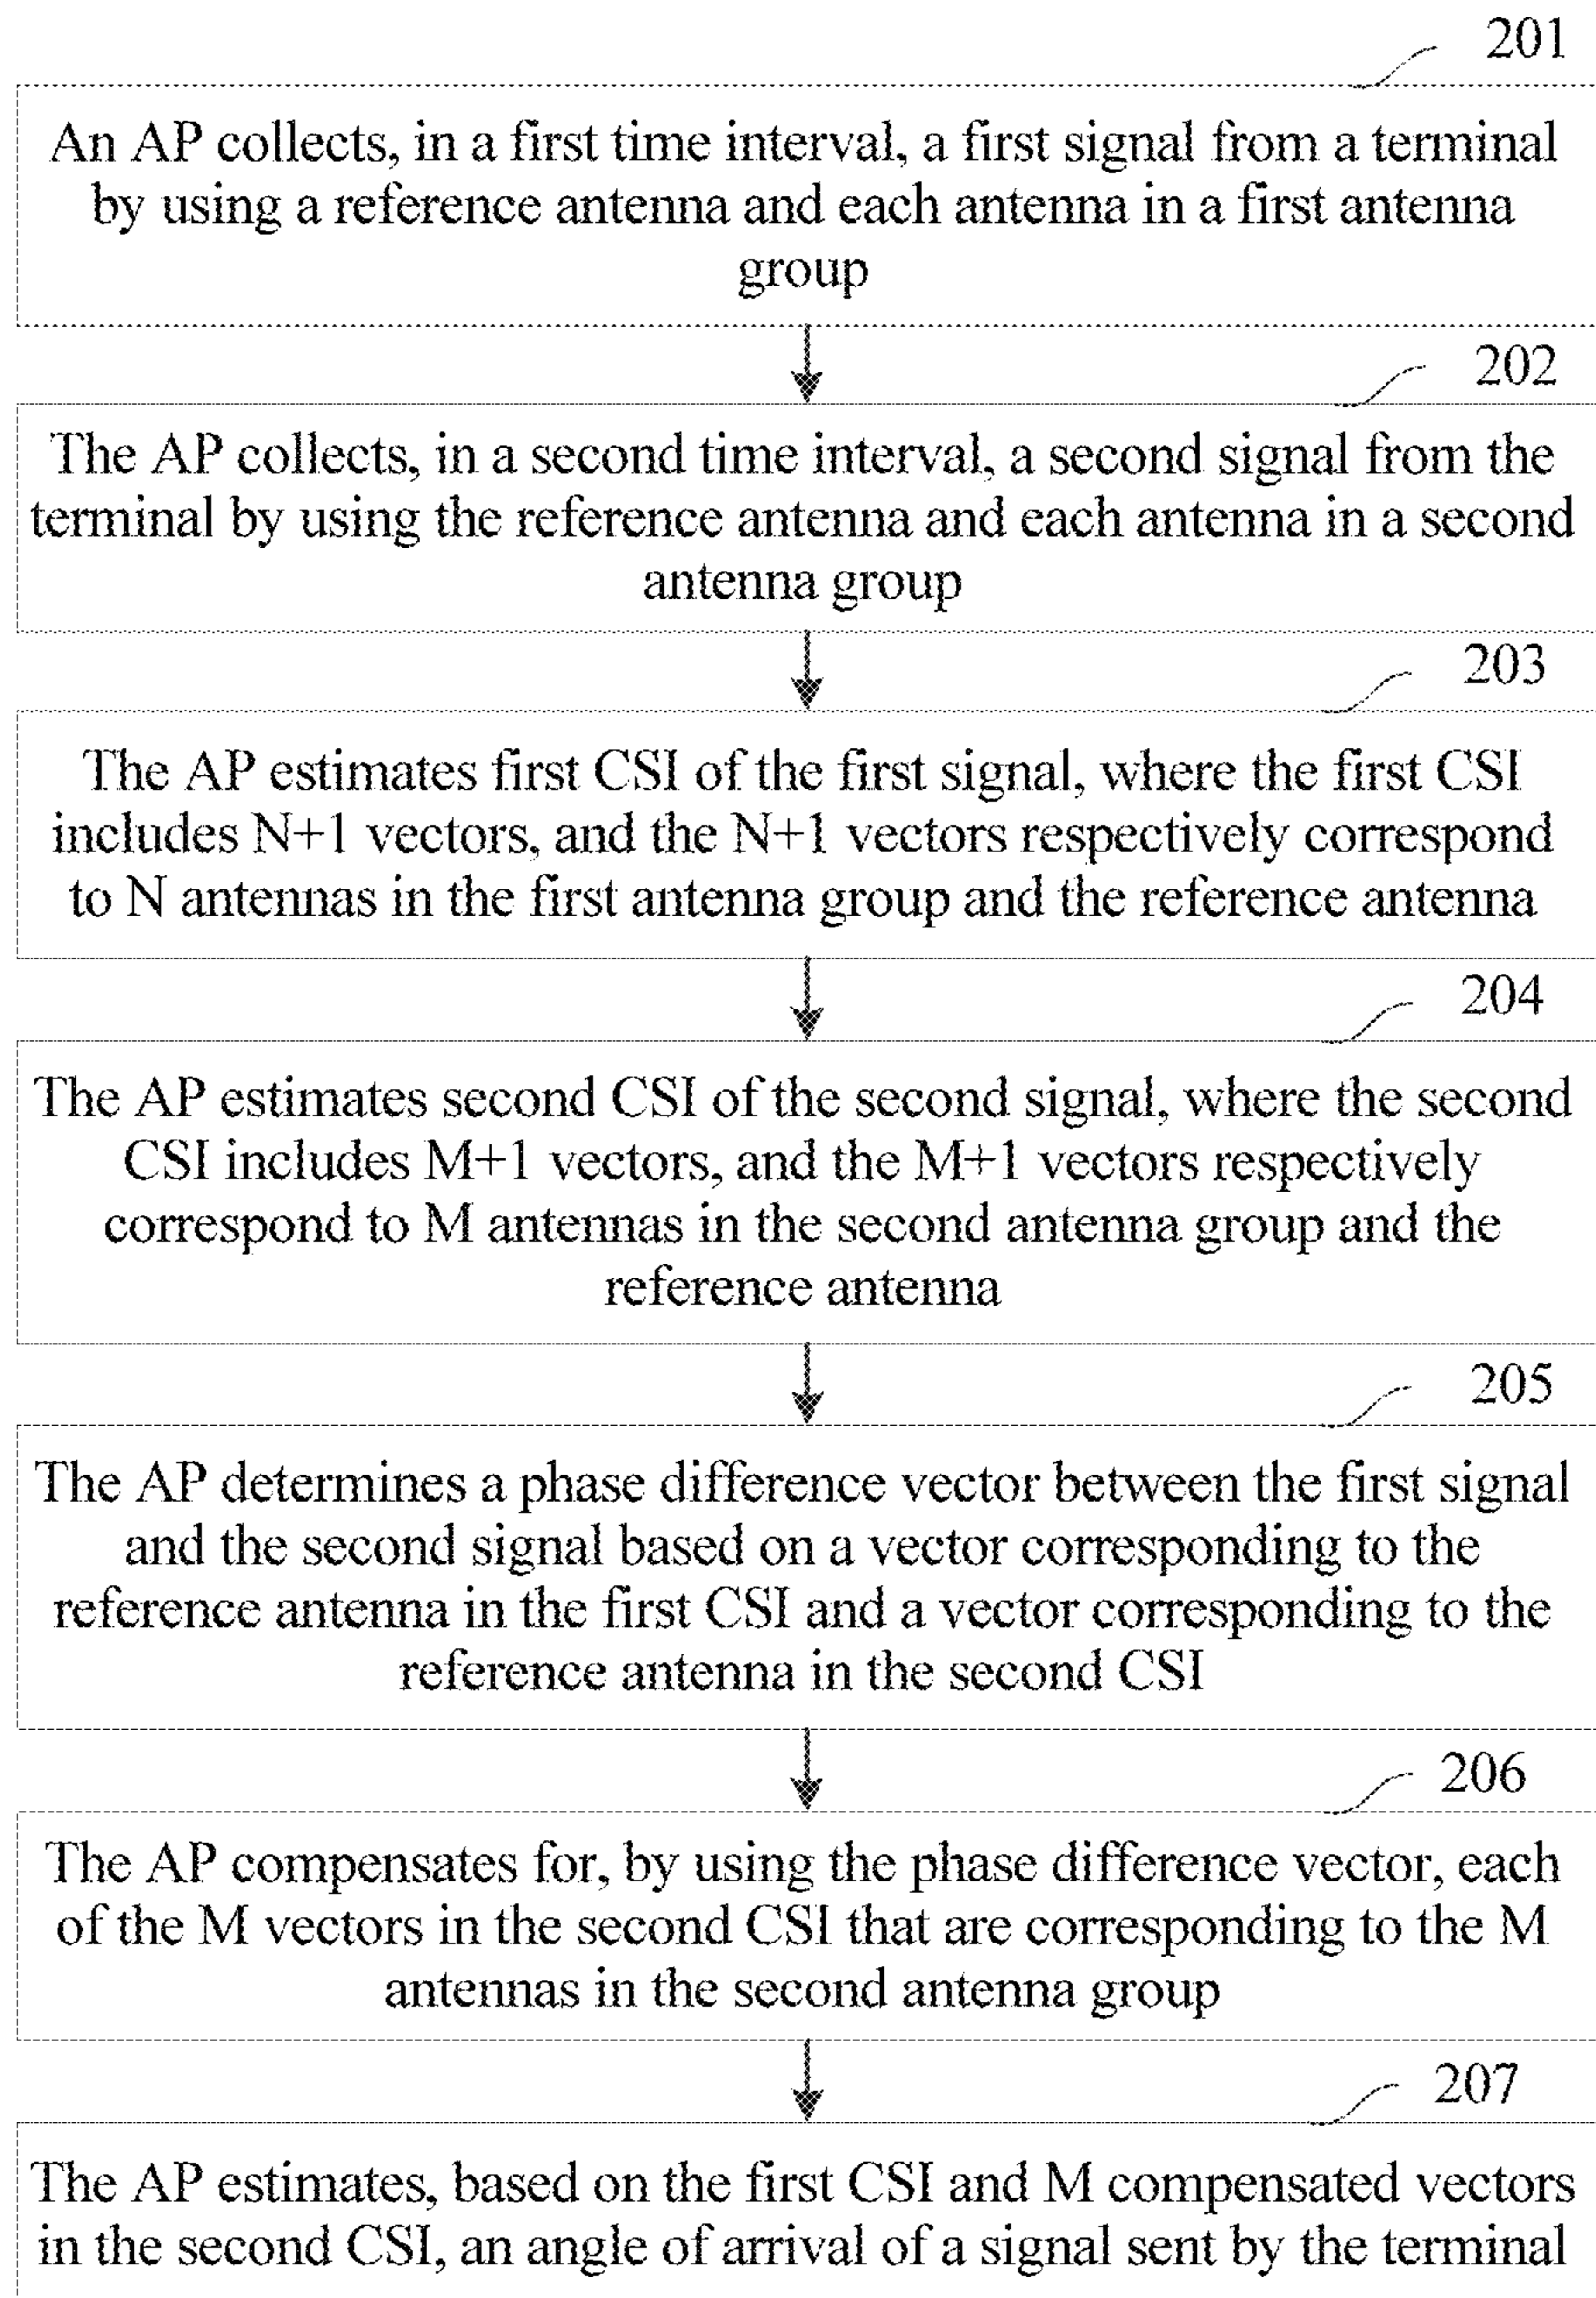 201
An AP collects, in a first time interval, a first signal from a terminal
by using a reference antenna and each antenna in a first antenna
group
202
The AP collects, in a second time interval, a second signal from the
terminal by using the reference antenna and each antenna in a second
antenna group
203
The AP estimates first CSI of the first signal, where the first CSI
includes N+1 vectors, and the N+1 vectors respectively correspond
to N antennas in the first antenna group and the reference antenna
204
The AP estimates second CSI of the second signal, where the second
CSI includes M+1 vectors, and the M+1 vectors respectively
correspond to M antennas in the second antenna group and the
reference antenna
205
The AP determines a phase difference vector between the first signal
and the second signal based on a vector corresponding to the
reference antenna in the first CSI and a vector corresponding to the
reference antenna in the second CSI
206
The AP compensates for, by using the phase difference vector, each
of the M vectors in the second CSI that are corresponding to the M
antennas in the second antenna group
207
The AP estimates, based on the first CSI and M compensated vectors
in the second CSI, an angle of arrival of a signal sent by the terminal